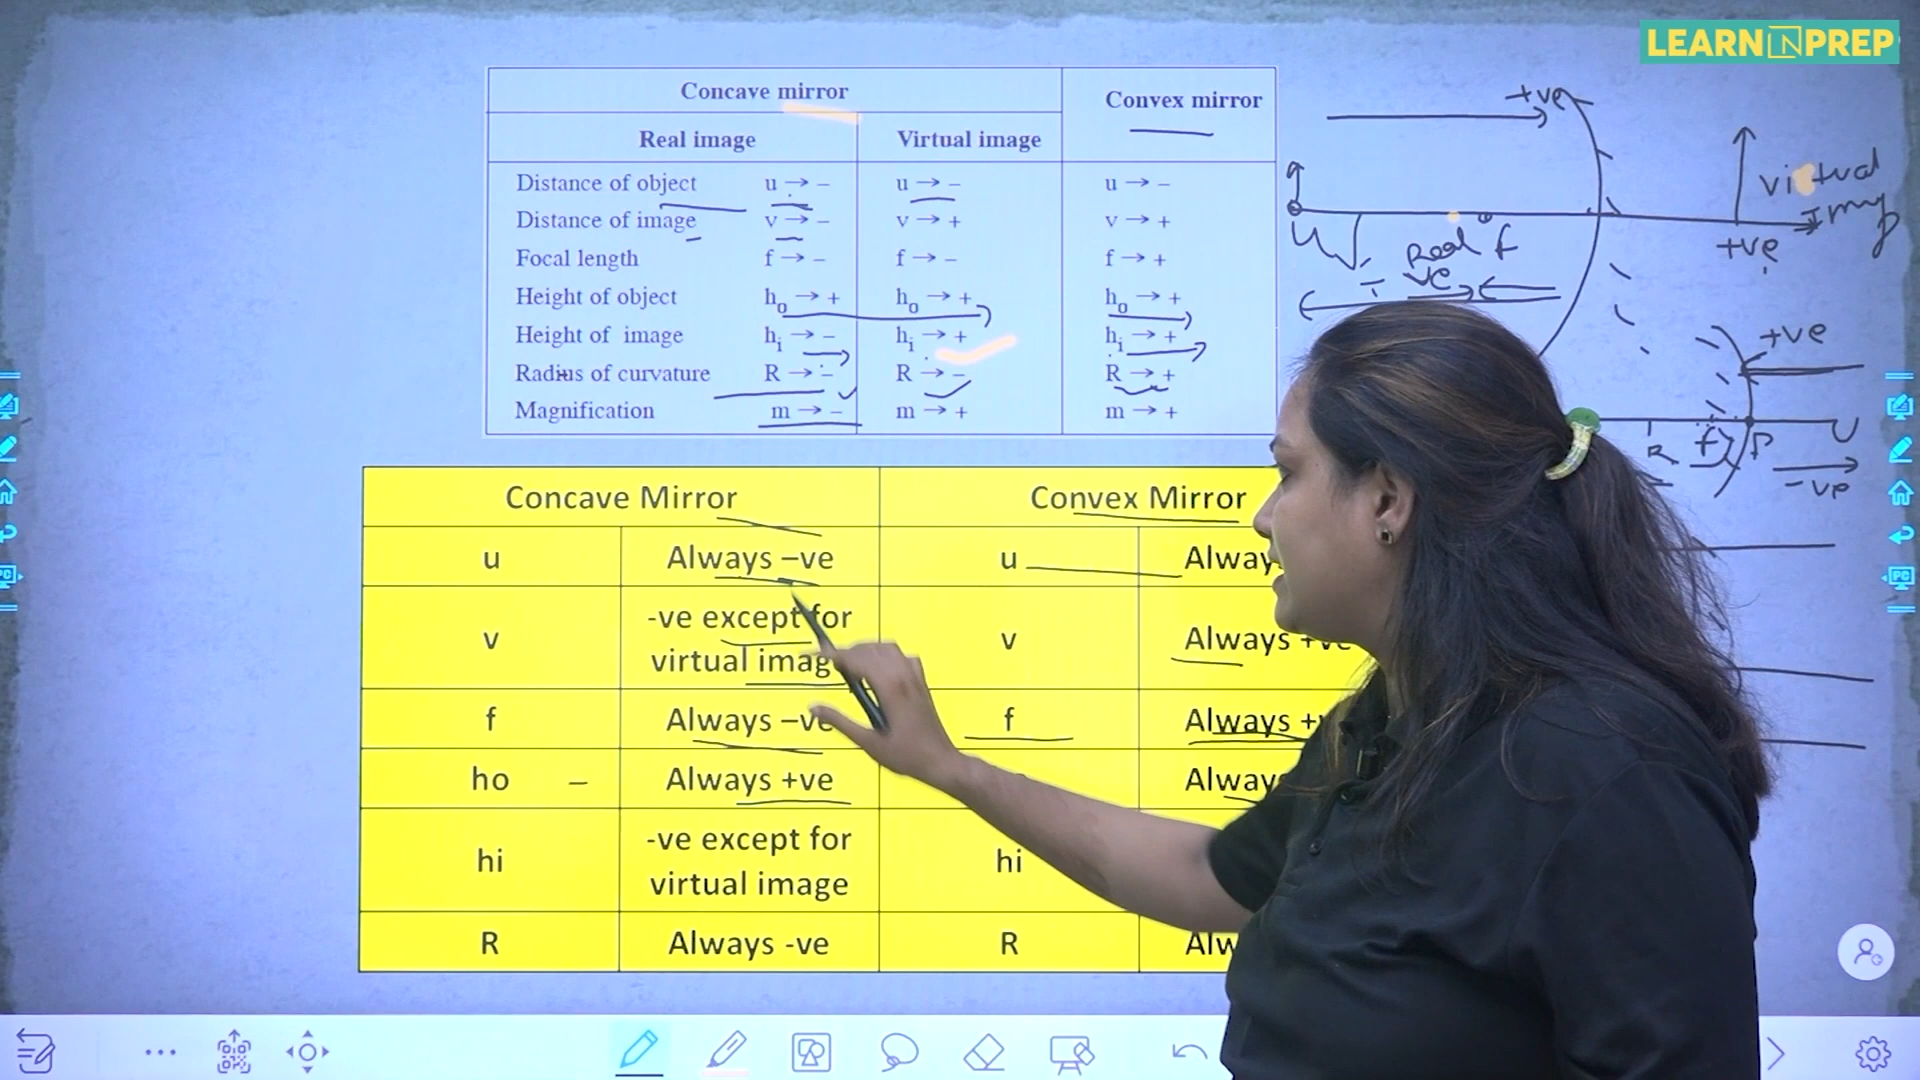 LEARN N PREP
Concave mirror
Convex mirror
Real image
Virtual image
Distance of object u → – u → – u → –
Distance of image v → – v → + v → +
Focal length f → – f → – f → +
Height of object h₀ → + h₀ → + h₀ → +
Height of image hᵢ → – hᵢ → + hᵢ → +
Radius of curvature R → – R → – R → +
Magnification m → – m → + m → +
+ve
virtual
Img
+ve
u
Real f
-ve
+ve
R f P U
-ve
Concave Mirror Convex Mirror
u Always –ve u
v -ve except for
virtual v Always
f Always –ve f Always
ho – Always +ve Always
hi -ve except for
virtual image hi
R Always -ve R